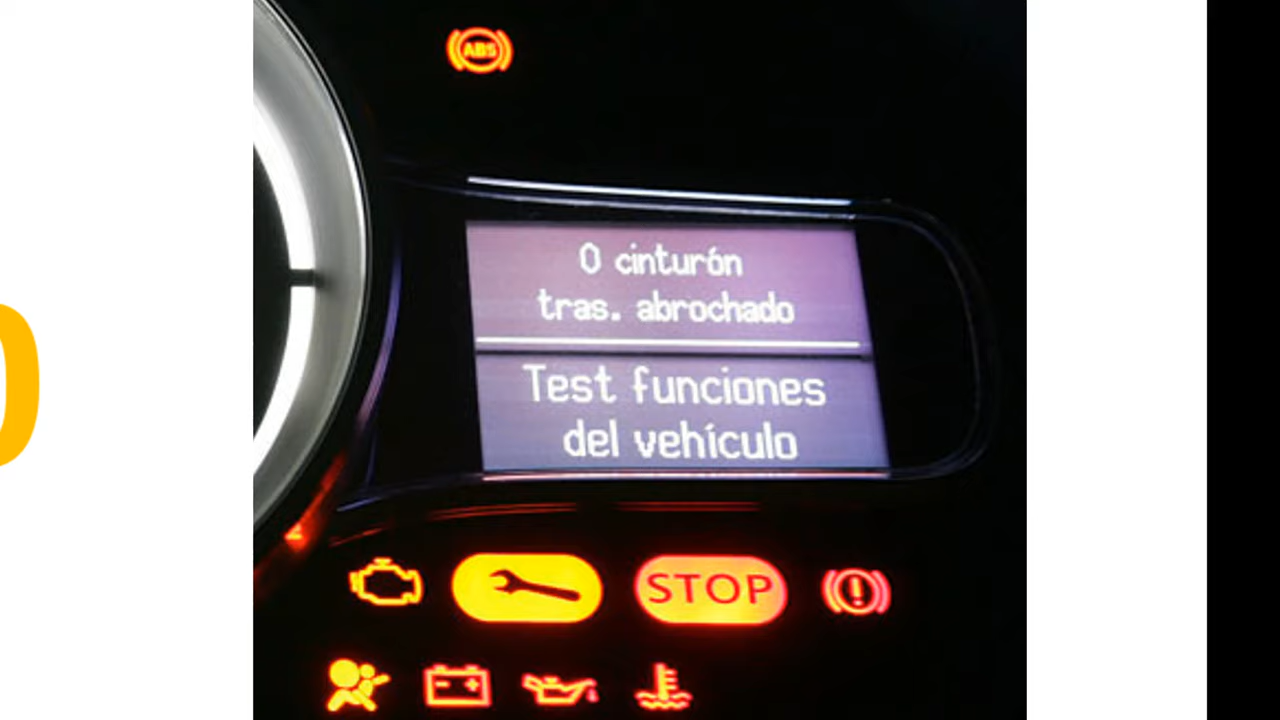 ABS
0 cinturón
tras. abrochado
Test funciones
del vehículo
STOP